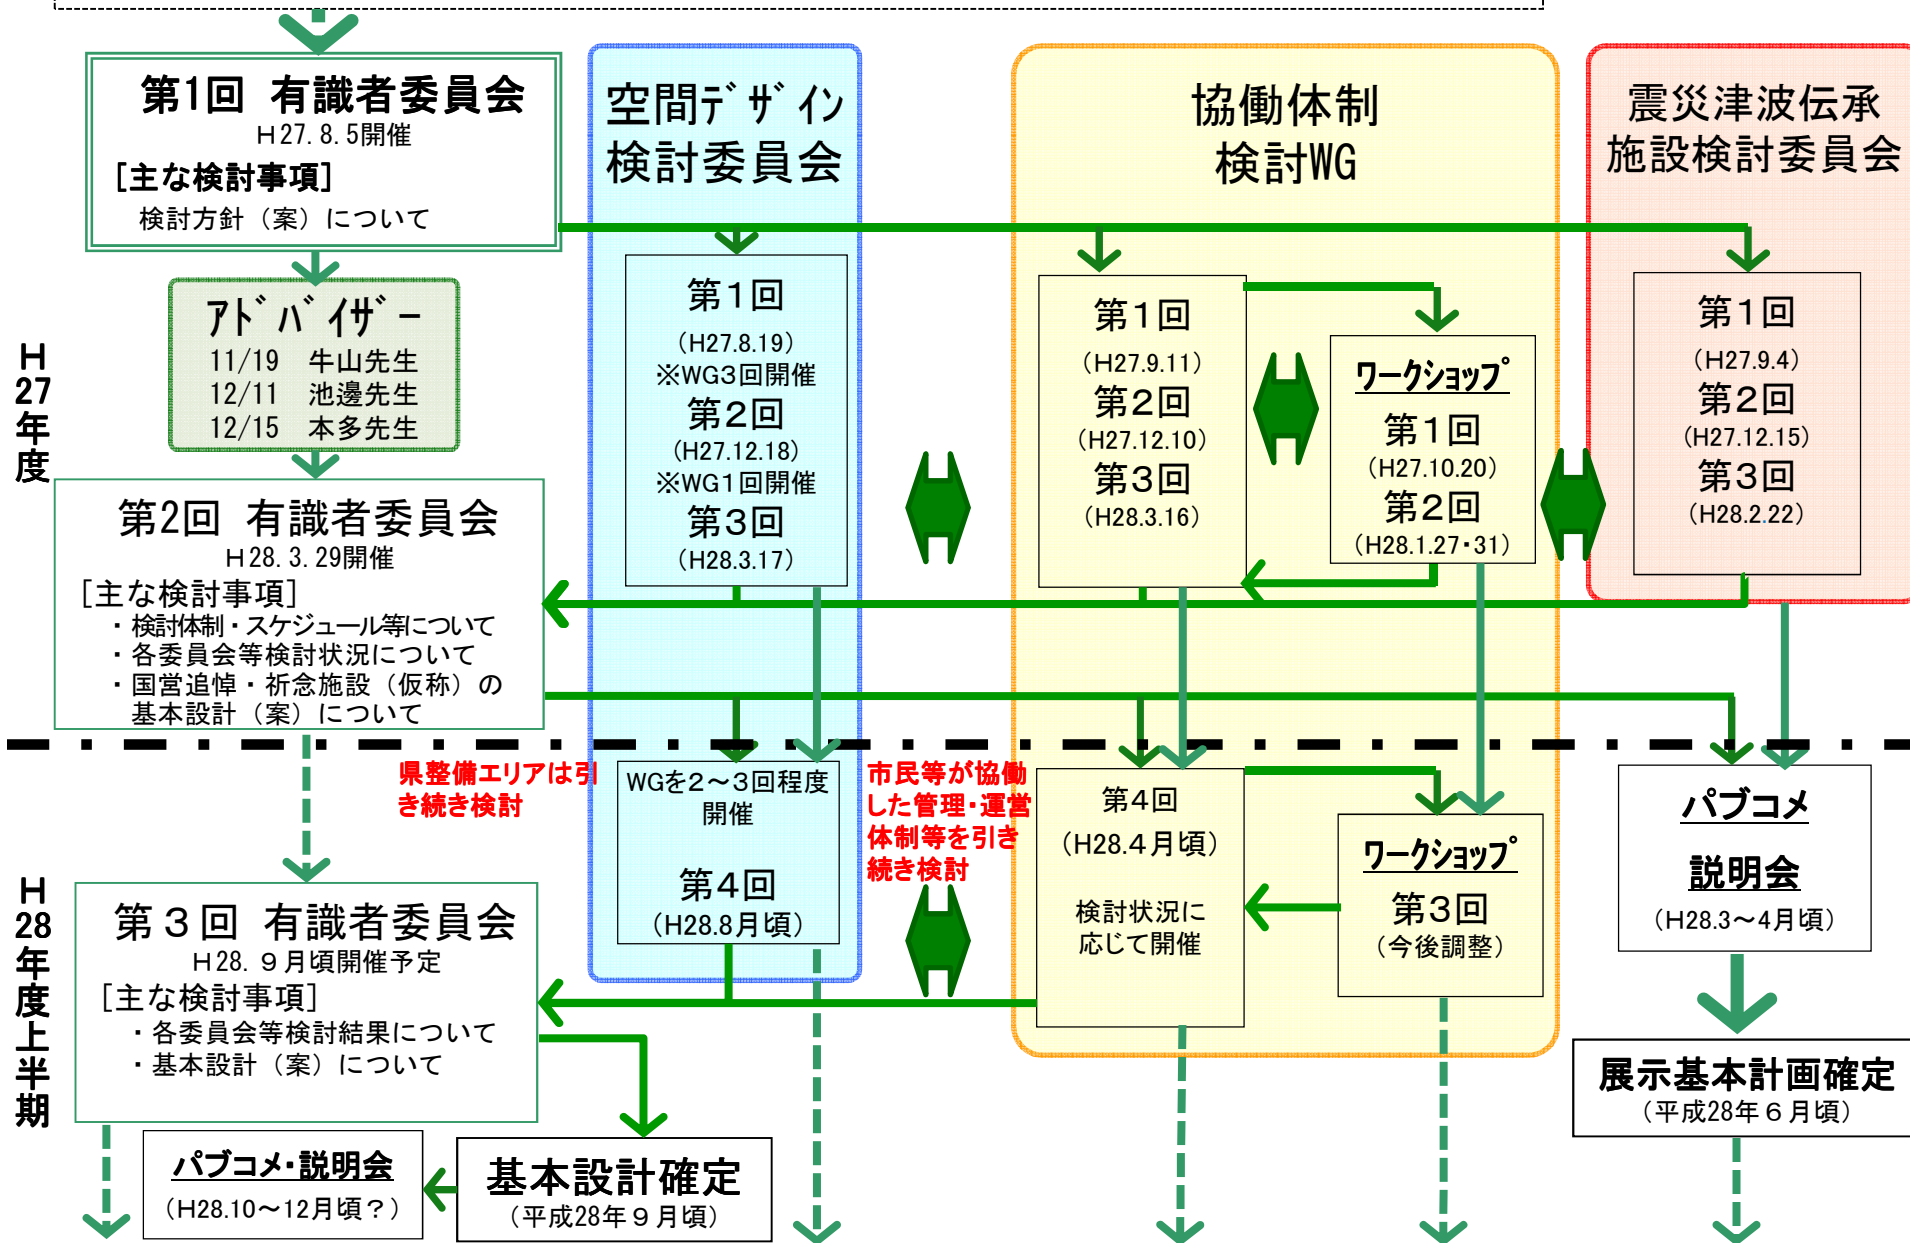 第1回 有識者委員会
H27.8.5開催
[主な検討事項]
検討方針（案）について
アドバイザー
11/19 牛山先生
12/11 池邊先生
12/15 本多先生
第2回 有識者委員会
H28.3.29開催
[主な検討事項]
・検討体制・スケジュール等について
・各委員会等検討状況について
・国営追悼・祈念施設（仮称）の
基本設計（案）について
H27年度
空間デザイン
検討委員会
第1回
（H27.8.19）
※WG3回開催
第2回
（H27.12.18）
※WG1回開催
第3回
（H28.3.17）
協働体制
検討WG
第1回
（H27.9.11）
第2回
（H27.12.10）
第3回
（H28.3.16）
ワークショップ
第1回
（H27.10.20）
第2回
（H28.1.27・31）
震災津波伝承
施設検討委員会
第1回
（H27.9.4）
第2回
（H27.12.15）
第3回
（H28.2.22）
H28年度上半期
県整備エリアは引
き続き検討
WGを2～3回程度
開催
第4回
（H28.8月頃）
市民等が協働
した管理・運営
体制等を引き
続き検討
第4回
（H28.4月頃）
検討状況に
応じて開催
ワークショップ
第3回
（今後調整）
パブコメ
説明会
（H28.3～4月頃）
展示基本計画確定
（平成28年6月頃）
第3回 有識者委員会
H28.9月頃開催予定
[主な検討事項]
・各委員会等検討結果について
・基本設計（案）について
パブコメ・説明会
（H28.10～12月頃？）
基本設計確定
（平成28年9月頃）